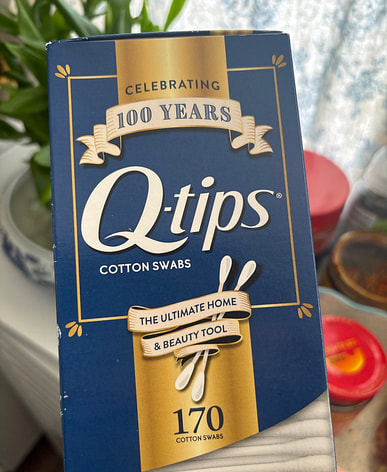 CELEBRATING
100 YEARS
Q-tips®
COTTON SWABS
THE ULTIMATE HOME
& BEAUTY TOOL
170
COTTON SWABS